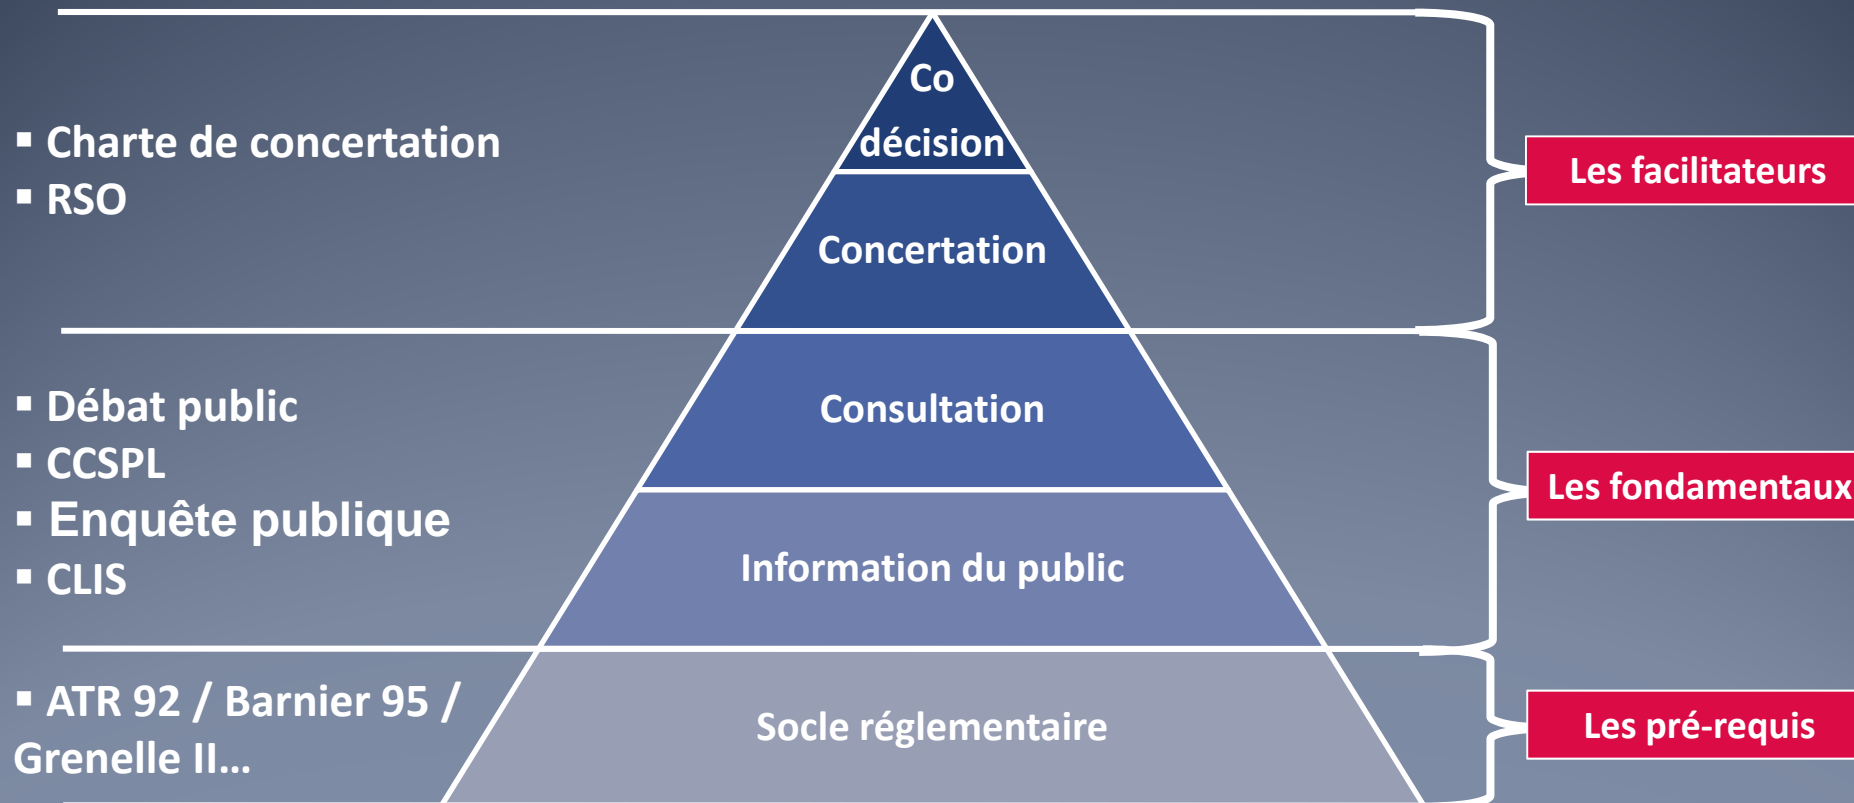 Co
décision
▪ Charte de concertation
▪ RSO
Les facilitateurs
Concertation
▪ Débat public
▪ CCSPL
▪ Enquête publique
▪ CLIS
Consultation
Les fondamentaux
Information du public
▪ ATR 92 / Barnier 95 /
Grenelle II...
Socle réglementaire
Les pré-requis